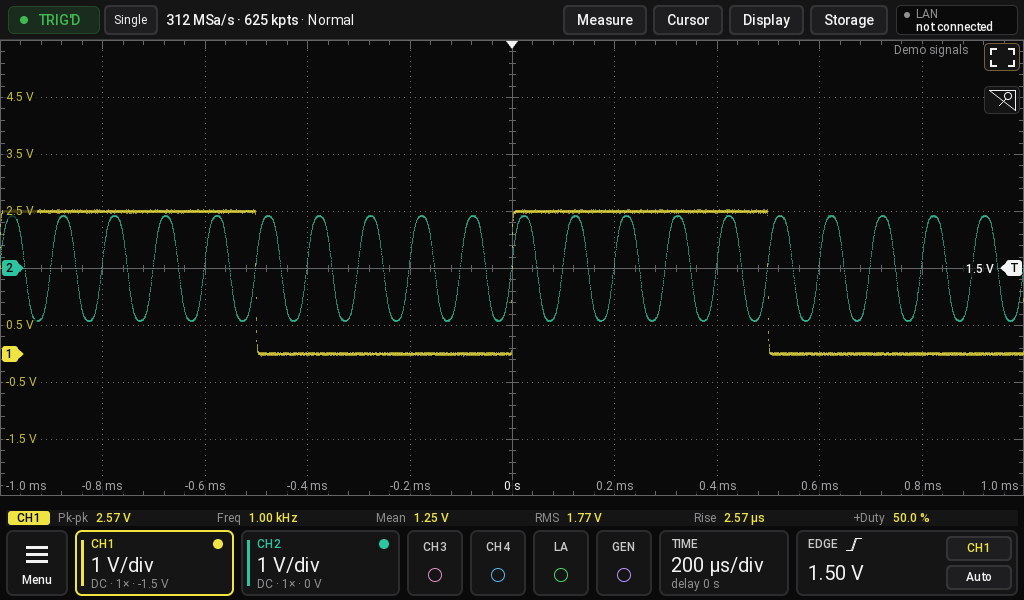 TRIG'D Single 312 MSa/s · 625 kpts · Normal Measure Cursor Display Storage LAN not connected
Demo signals
4.5 V
3.5 V
2.5 V
2
1.5 V T
0.5 V
1
-0.5 V
-1.5 V
-1.0 ms -0.8 ms -0.6 ms -0.4 ms -0.2 ms 0 s 0.2 ms 0.4 ms 0.6 ms 0.8 ms 1.0 ms
CH1 Pk-pk 2.57 V Freq 1.00 kHz Mean 1.25 V RMS 1.77 V Rise 2.57 µs +Duty 50.0 %
Menu
CH1
1 V/div
DC · 1× · -1.5 V
CH2
1 V/div
DC · 1× · 0 V
CH3
CH4
LA
GEN
TIME
200 µs/div
delay 0 s
EDGE
1.50 V
CH1
Auto